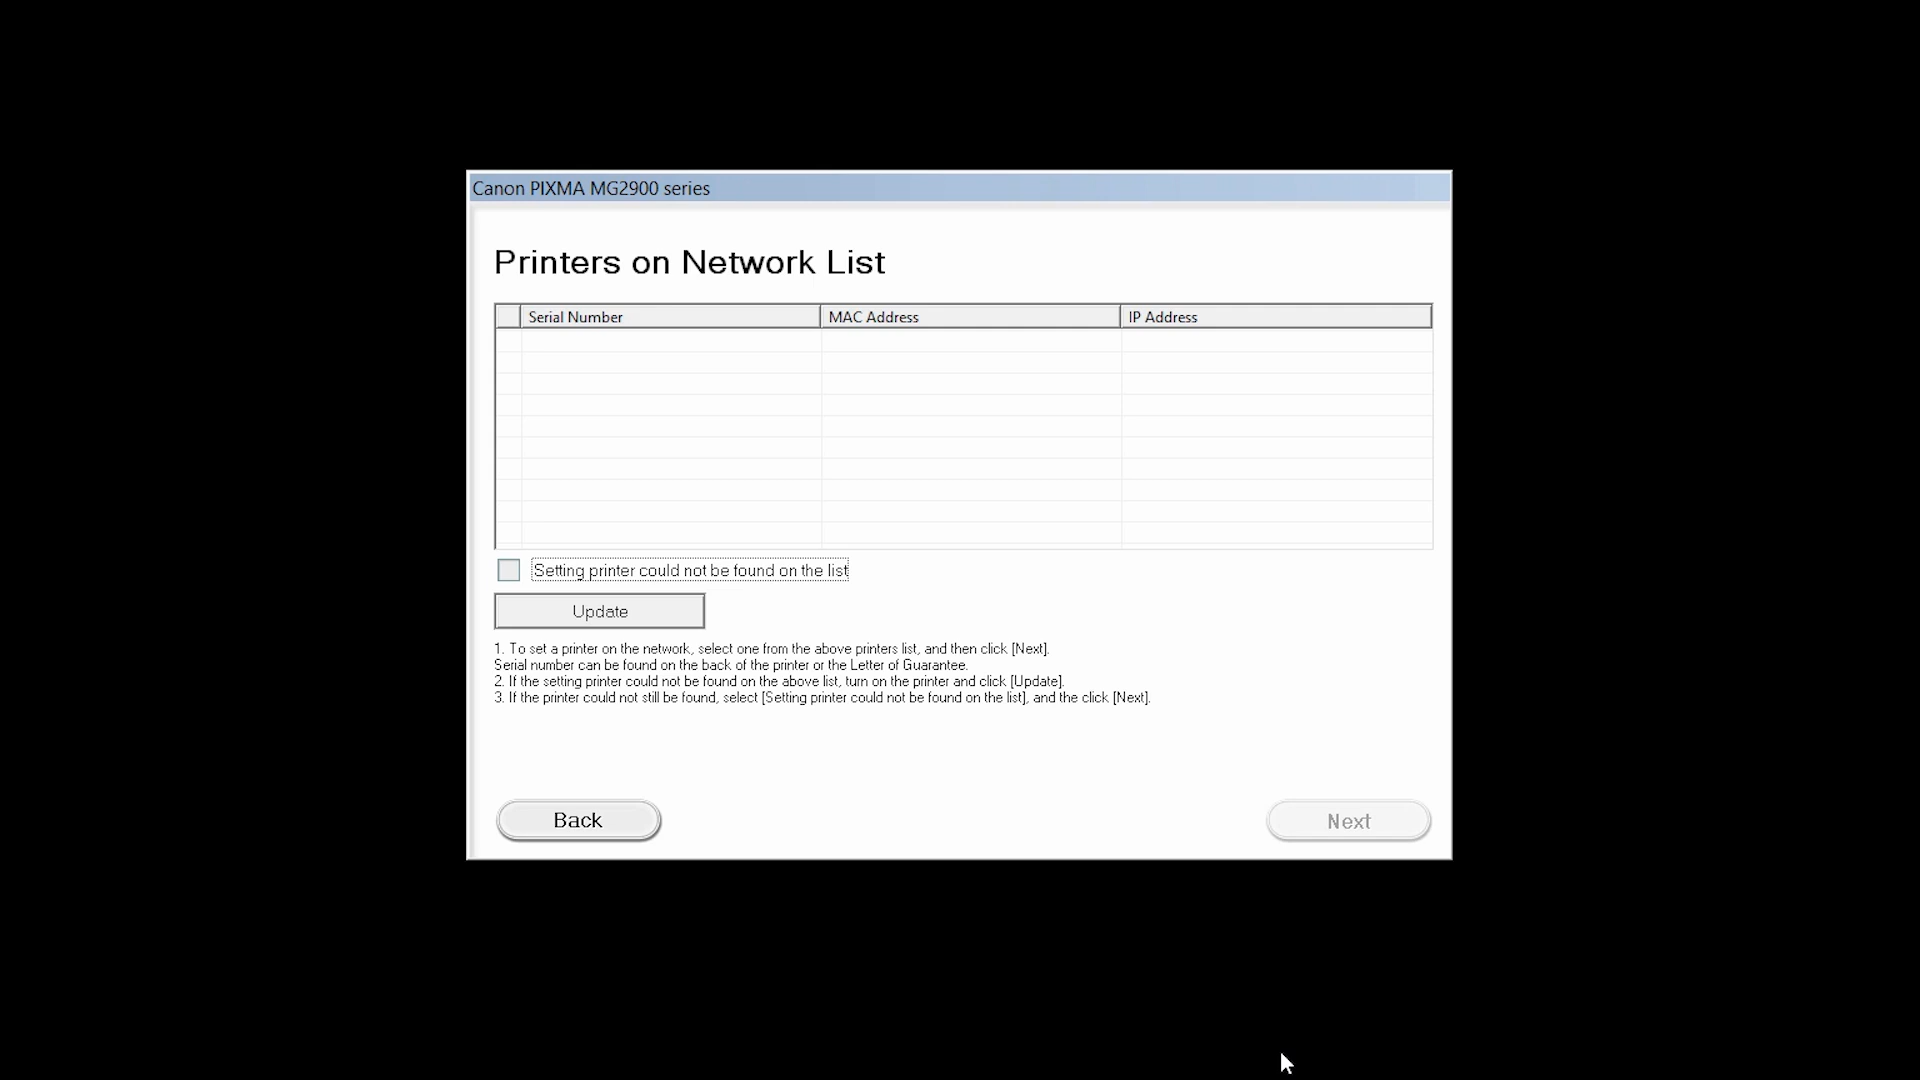 Canon PIXMA MG2900 series
Printers on Network List
Serial Number MAC Address IP Address
Setting printer could not be found on the list
Update
1. To set a printer on the network, select one from the above printers list, and then click [Next].
Serial number can be found on the back of the printer or the Letter of Guarantee.
2. If the setting printer could not be found on the above list, turn on the printer and click [Update].
3. If the printer could not still be found, select [Setting printer could not be found on the list], and the click [Next].
Back Next